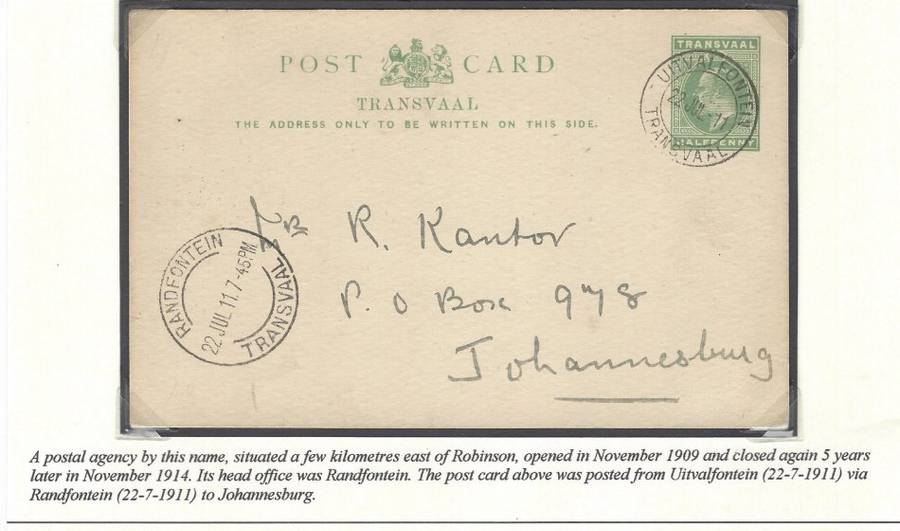 POST CARD
TRANSVAAL
THE ADDRESS ONLY TO BE WRITTEN ON THIS SIDE.
TRANSVAAL
HALFPENNY
UITVALFONTEIN
22 JUL 11
TRANSVAAL
R. Kantor
P. O Box 978
Johannesburg
RANDFONTEIN
22 JUL 11.7-45PM
TRANSVAAL
A postal agency by this name, situated a few kilometres east of Robinson, opened in November 1909 and closed again 5 years
later in November 1914. Its head office was Randfontein. The post card above was posted from Uitvalfontein (22-7-1911) via
Randfontein (22-7-1911) to Johannesburg.